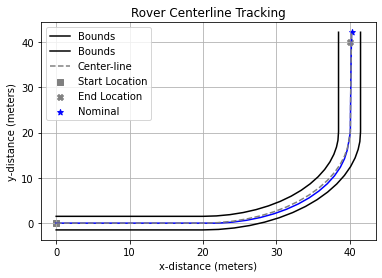 Rover Centerline Tracking
Bounds
Bounds
Center-line
Start Location
End Location
Nominal
y-distance (meters)
40
30
20
10
0
0
10
20
30
40
x-distance (meters)